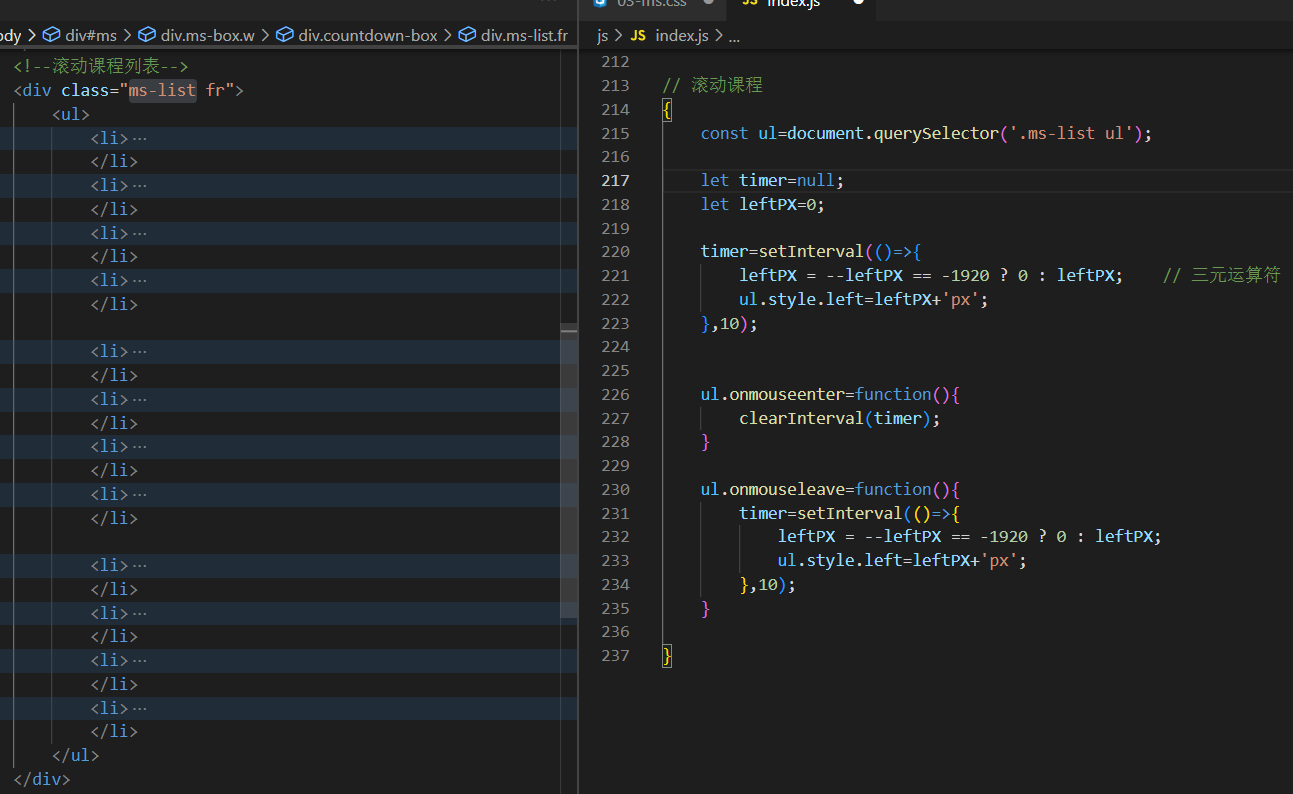 03-ms.css
JS index.js
ody > div#ms > div.ms-box.w > div.countdown-box > div.ms-list.fr
js > JS index.js > ...
<!--滚动课程列表-->
<div class="ms-list fr">
<ul>
<li>…
</li>
<li>…
</li>
<li>…
</li>
<li>…
</li>
<li>…
</li>
<li>…
</li>
<li>…
</li>
<li>…
</li>
<li>…
</li>
<li>…
</li>
<li>…
</li>
<li>…
</li>
</ul>
</div>
212
213 // 滚动课程
214 {
215 const ul=document.querySelector('.ms-list ul');
216
217 let timer=null;
218 let leftPX=0;
219
220 timer=setInterval(()=>{
221 leftPX = --leftPX == -1920 ? 0 : leftPX; // 三元运算符
222 ul.style.left=leftPX+'px';
223 },10);
224
225
226 ul.onmouseenter=function(){
227 clearInterval(timer);
228 }
229
230 ul.onmouseleave=function(){
231 timer=setInterval(()=>{
232 leftPX = --leftPX == -1920 ? 0 : leftPX;
233 ul.style.left=leftPX+'px';
234 },10);
235 }
236
237 }